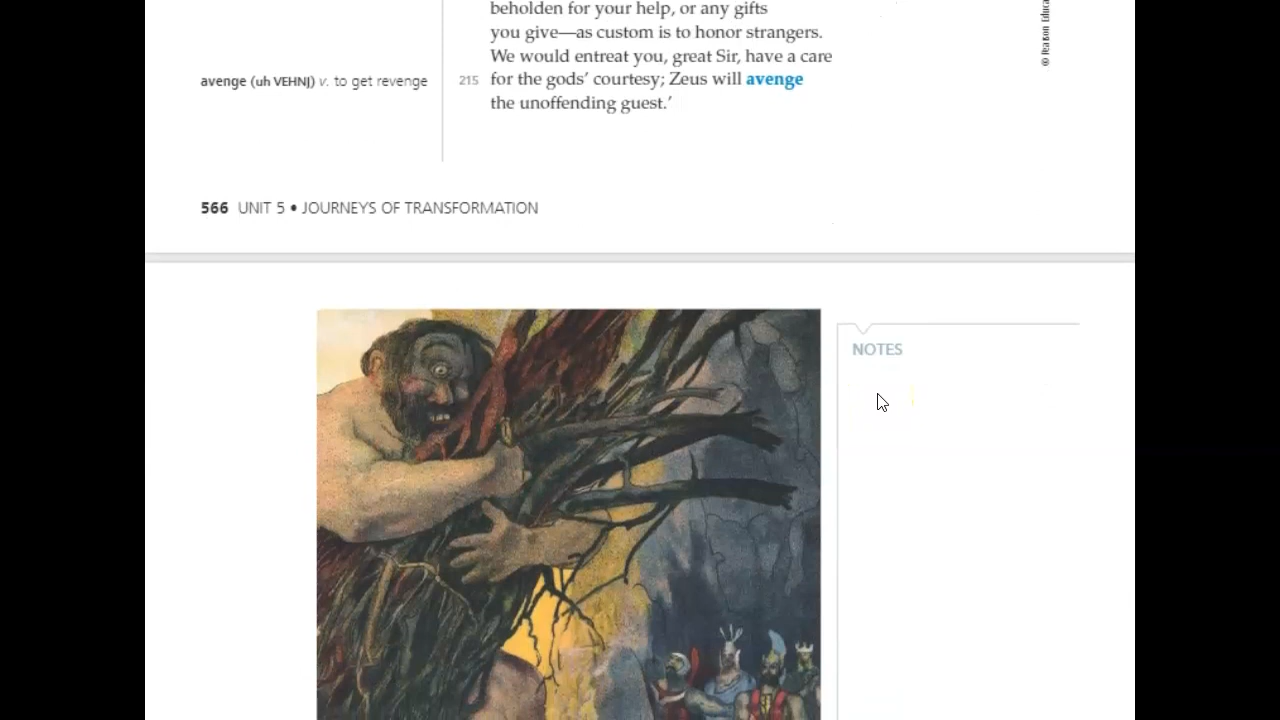 beholden for your help, or any gifts
you give—as custom is to honor strangers.
We would entreat you, great Sir, have a care
avenge (uh VEHNJ) v. to get revenge
215 for the gods’ courtesy; Zeus will avenge
the unoffending guest.’
566 UNIT 5 • JOURNEYS OF TRANSFORMATION
NOTES